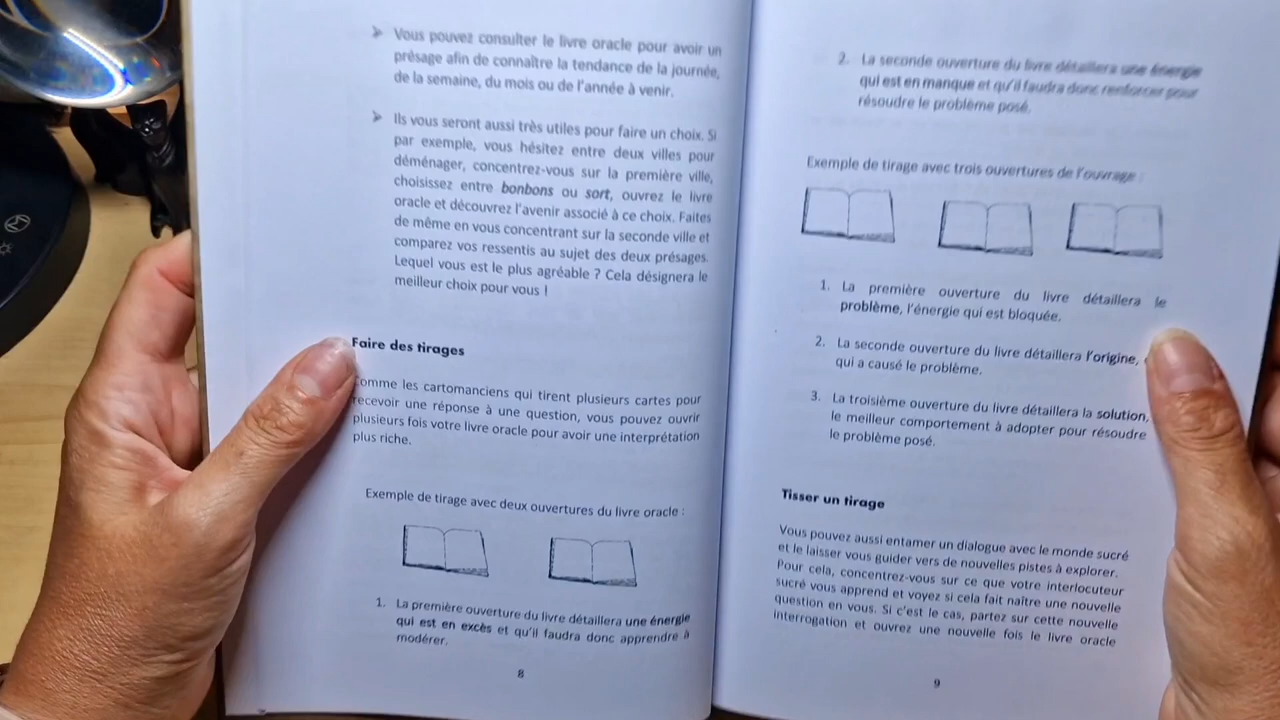 ➤ Vous pouvez consulter le livre oracle pour avoir un
présage afin de connaître la tendance de la journée,
de la semaine, du mois ou de l'année à venir.
➤ Ils vous seront aussi très utiles pour faire un choix. Si
par exemple, vous hésitez entre deux villes pour
déménager, concentrez-vous sur la première ville,
choisissez entre bonbons ou sort, ouvrez le livre
oracle et découvrez l'avenir associé à ce choix. Faites
de même en vous concentrant sur la seconde ville et
comparez vos ressentis au sujet des deux présages.
Lequel vous est le plus agréable ? Cela désignera le
meilleur choix pour vous !
Faire des tirages
Comme les cartomanciens qui tirent plusieurs cartes pour
recevoir une réponse à une question, vous pouvez ouvrir
plusieurs fois votre livre oracle pour avoir une interprétation
plus riche.
Exemple de tirage avec deux ouvertures du livre oracle :
1. La première ouverture du livre détaillera une énergie
qui est en excès et qu'il faudra donc apprendre à
modérer.
8
2. La seconde ouverture du livre détaillera une énergie
qui est en manque et qu'il faudra donc renforcer pour
résoudre le problème posé.
Exemple de tirage avec trois ouvertures de l'ouvrage :
1. La première ouverture du livre détaillera le
problème, l'énergie qui est bloquée.
2. La seconde ouverture du livre détaillera l'origine,
qui a causé le problème.
3. La troisième ouverture du livre détaillera la solution,
le meilleur comportement à adopter pour résoudre
le problème posé.
Tisser un tirage
Vous pouvez aussi entamer un dialogue avec le monde sucré
et le laisser vous guider vers de nouvelles pistes à explorer.
Pour cela, concentrez-vous sur ce que votre interlocuteur
sucré vous apprend et voyez si cela fait naître une nouvelle
question en vous. Si c'est le cas, partez sur cette nouvelle
interrogation et ouvrez une nouvelle fois le livre oracle
9